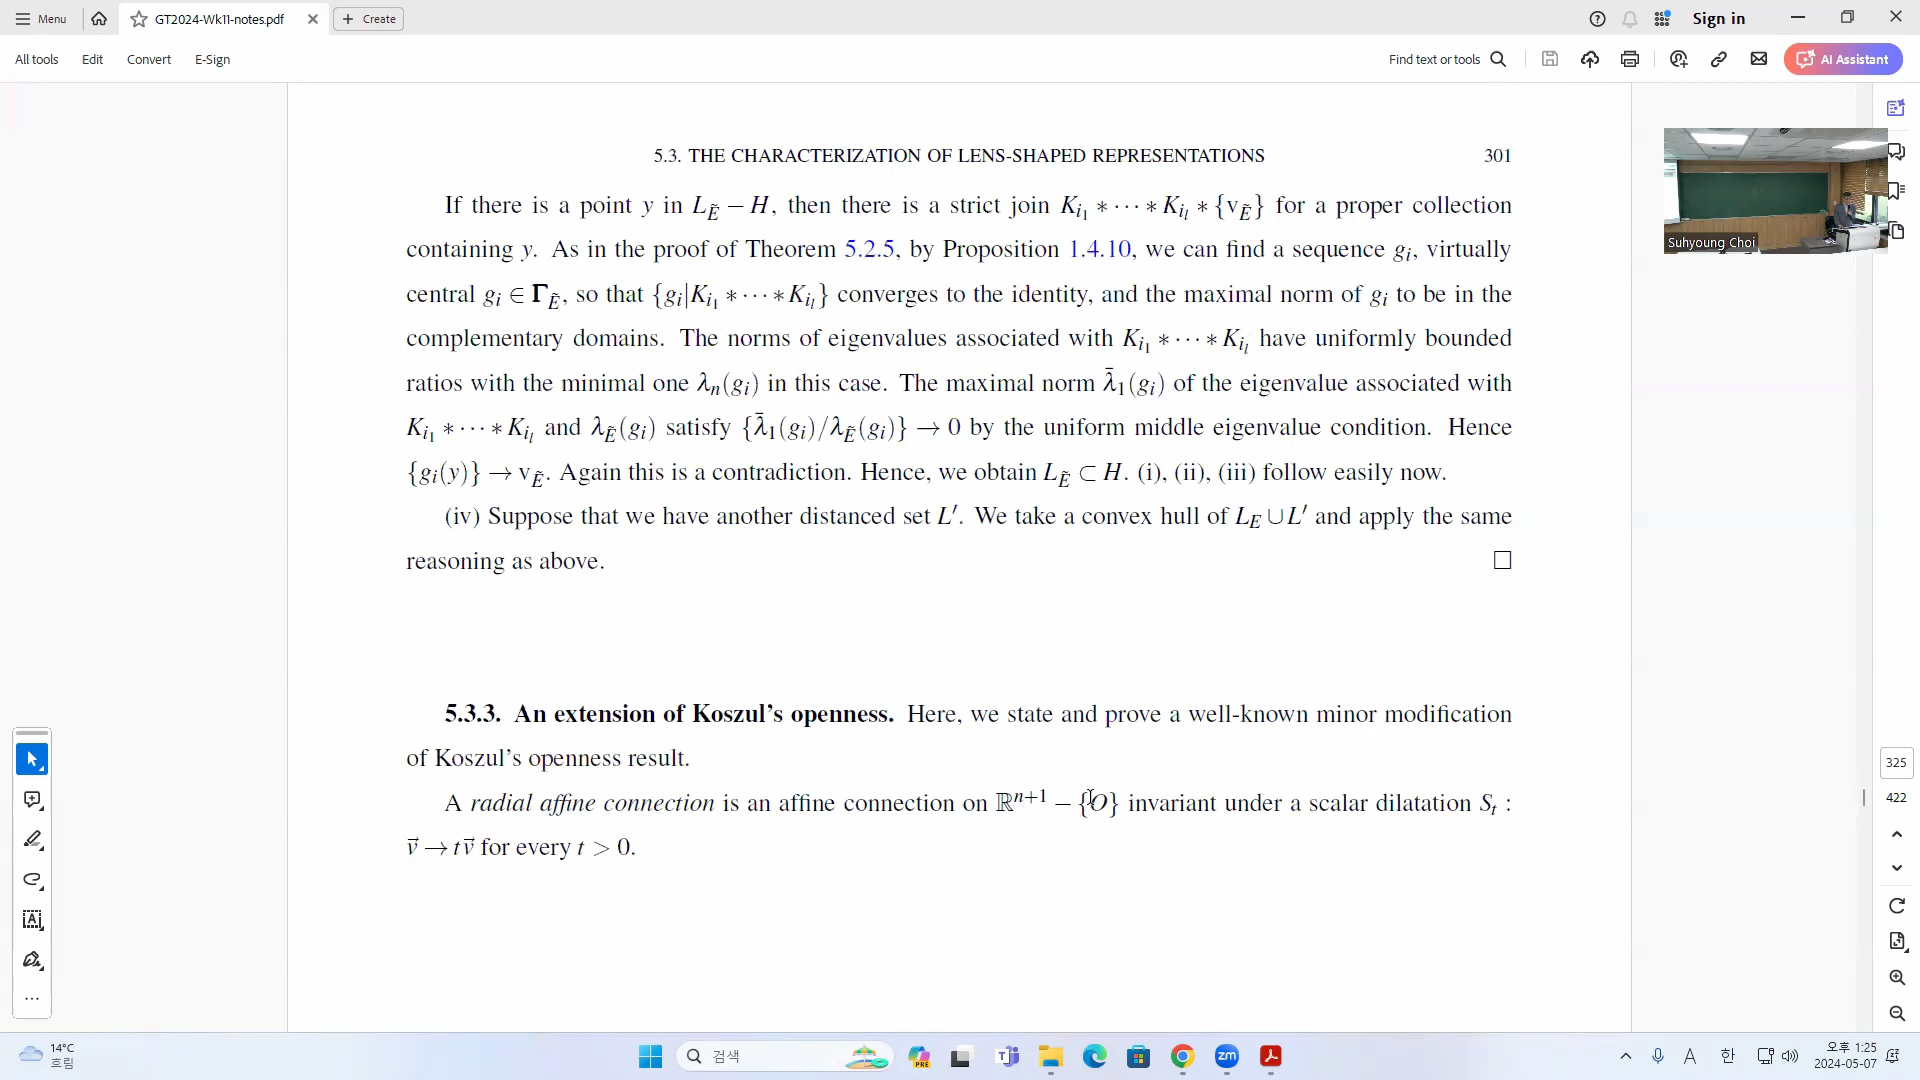 Menu
GT2024-Wk11-notes.pdf
Create
Sign in
All tools Edit Convert E-Sign
Find text or tools
AI Assistant
5.3. THE CHARACTERIZATION OF LENS-SHAPED REPRESENTATIONS 301
If there is a point y in L_Ẽ − H, then there is a strict join K_{i_1} ∗ ⋯ ∗ K_{i_l} ∗ {v_Ẽ} for a proper collection
containing y. As in the proof of Theorem 5.2.5, by Proposition 1.4.10, we can find a sequence g_i, virtually
central g_i ∈ Γ_Ẽ, so that {g_i|K_{i_1} ∗ ⋯ ∗ K_{i_l}} converges to the identity, and the maximal norm of g_i to be in the
complementary domains. The norms of eigenvalues associated with K_{i_1} ∗ ⋯ ∗ K_{i_l} have uniformly bounded
ratios with the minimal one λ_n(g_i) in this case. The maximal norm λ̄_1(g_i) of the eigenvalue associated with
K_{i_1} ∗ ⋯ ∗ K_{i_l} and λ_Ẽ(g_i) satisfy {λ̄_1(g_i)/λ_Ẽ(g_i)} → 0 by the uniform middle eigenvalue condition. Hence
{g_i(y)} → v_Ẽ. Again this is a contradiction. Hence, we obtain L_Ẽ ⊂ H. (i), (ii), (iii) follow easily now.
(iv) Suppose that we have another distanced set L′. We take a convex hull of L_E ∪ L′ and apply the same
reasoning as above. □
5.3.3. An extension of Koszul's openness. Here, we state and prove a well-known minor modification
of Koszul's openness result.
A radial affine connection is an affine connection on ℝ^{n+1} − {O} invariant under a scalar dilatation S_t :
v⃗ → tv⃗ for every t > 0.
Suhyoung Choi
325
422
14°C
흐림
검색
PRE
zm
A
한
오후 1:25
2024-05-07